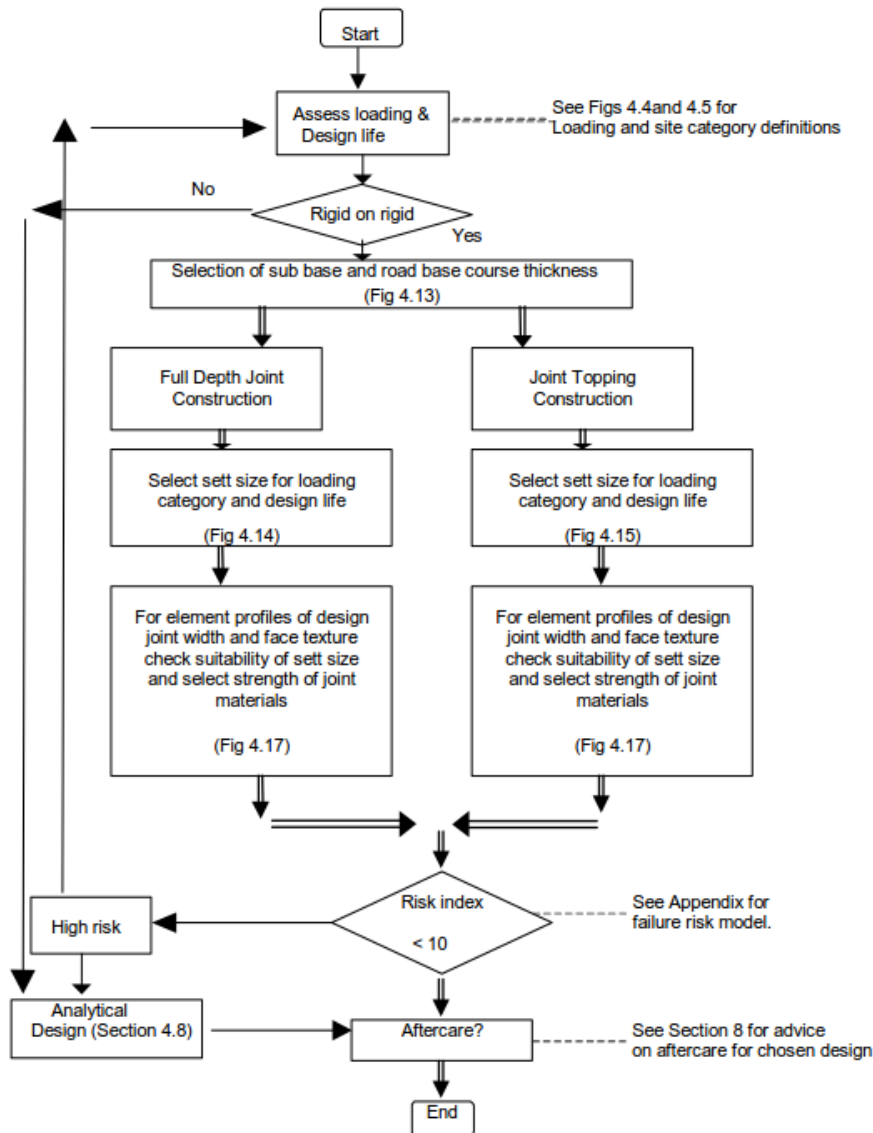 Start
Assess loading &
Design life
See Figs 4.4and 4.5 for
Loading and site category definitions
No
Rigid on rigid
Yes
Selection of sub base and road base course thickness
(Fig 4.13)
Full Depth Joint
Construction
Joint Topping
Construction
Select sett size for loading
category and design life
(Fig 4.14)
Select sett size for loading
category and design life
(Fig 4.15)
For element profiles of design
joint width and face texture
check suitability of sett size
and select strength of joint
materials
(Fig 4.17)
For element profiles of design
joint width and face texture
check suitability of sett size
and select strength of joint
materials
(Fig 4.17)
Risk index
< 10
See Appendix for
failure risk model.
High risk
Analytical
Design (Section 4.8)
Aftercare?
See Section 8 for advice
on aftercare for chosen design
End